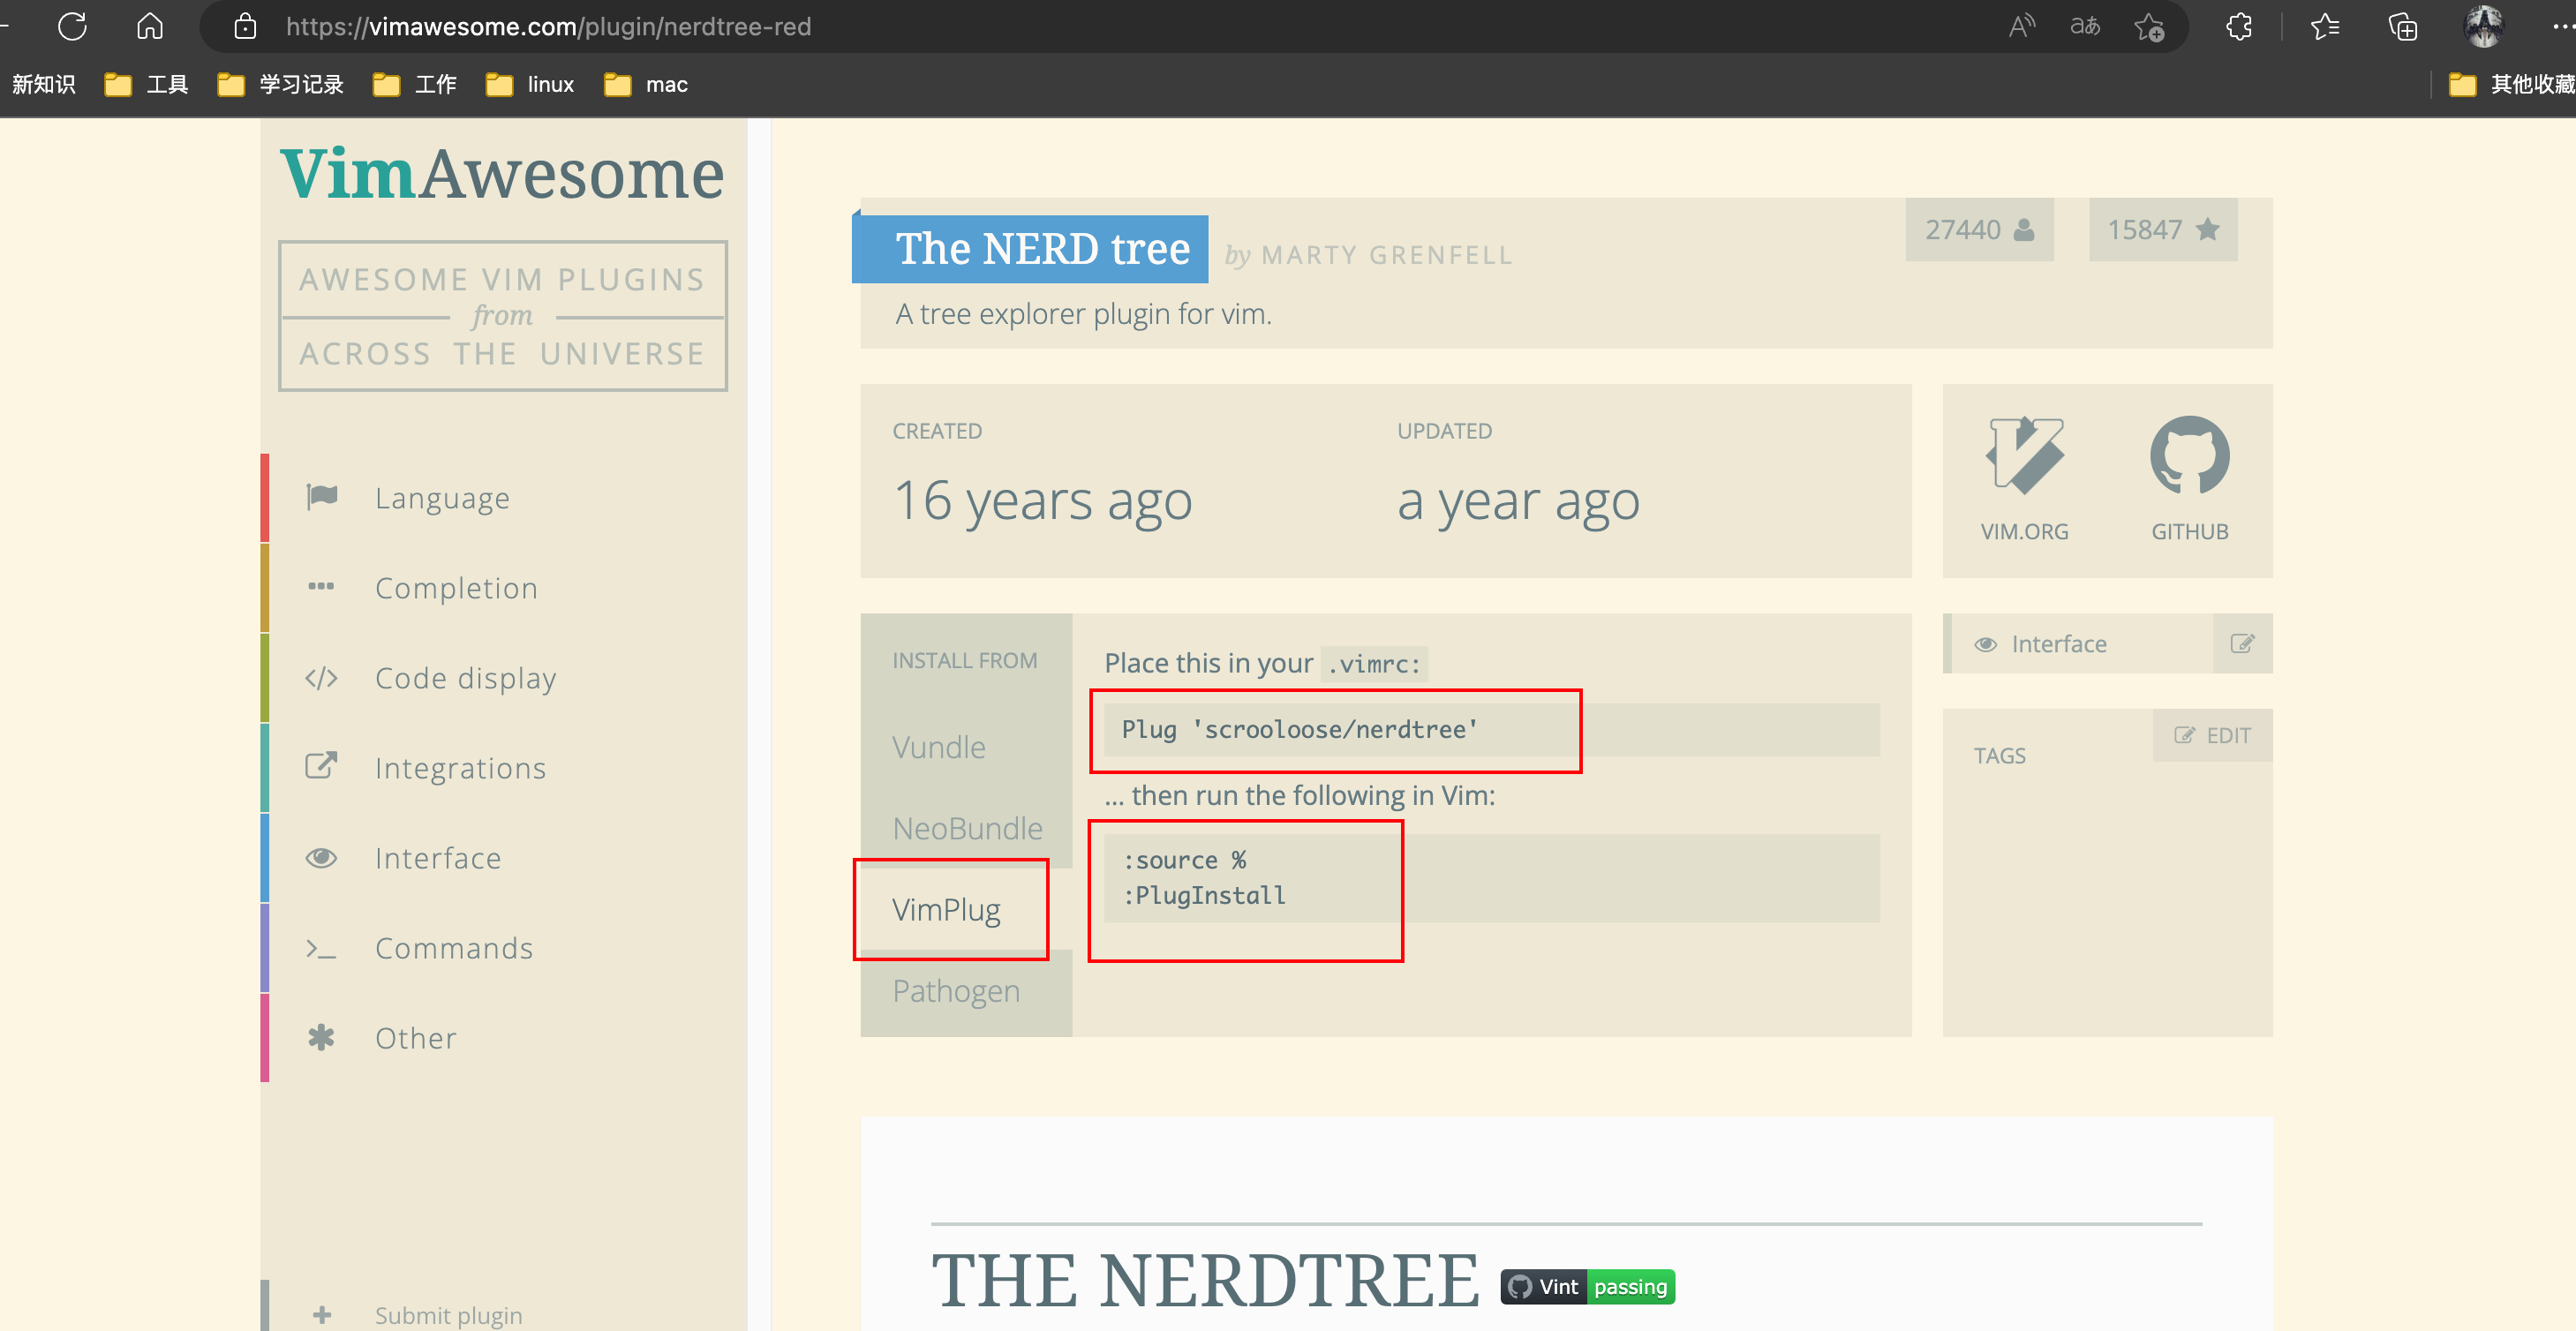 https://vimawesome.com/plugin/nerdtree-red
新知识 工具 学习记录 工作 linux mac 其他收藏
VimAwesome
AWESOME VIM PLUGINS
from
ACROSS THE UNIVERSE
Language
Completion
Code display
Integrations
Interface
Commands
Other
Submit plugin
The NERD tree by MARTY GRENFELL
27440 15847
A tree explorer plugin for vim.
CREATED
16 years ago
UPDATED
a year ago
VIM.ORG GITHUB
INSTALL FROM
Vundle
NeoBundle
VimPlug
Pathogen
Place this in your .vimrc:
Plug 'scrooloose/nerdtree'
... then run the following in Vim:
:source %
:PlugInstall
Interface
TAGS
EDIT
THE NERDTREE Vint passing